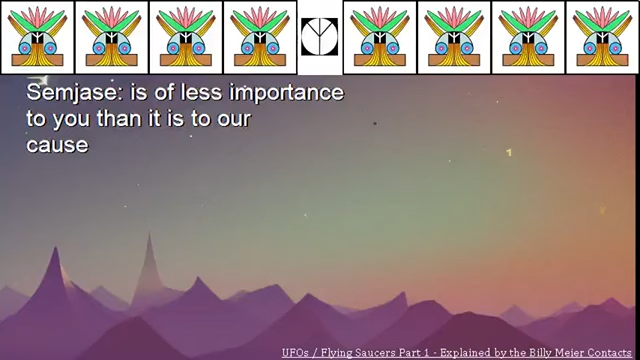 Semjase: is of less importance
to you than it is to our
cause
UFOs / Flying Saucers Part 1 - Explained by the Billy Meier Contacts